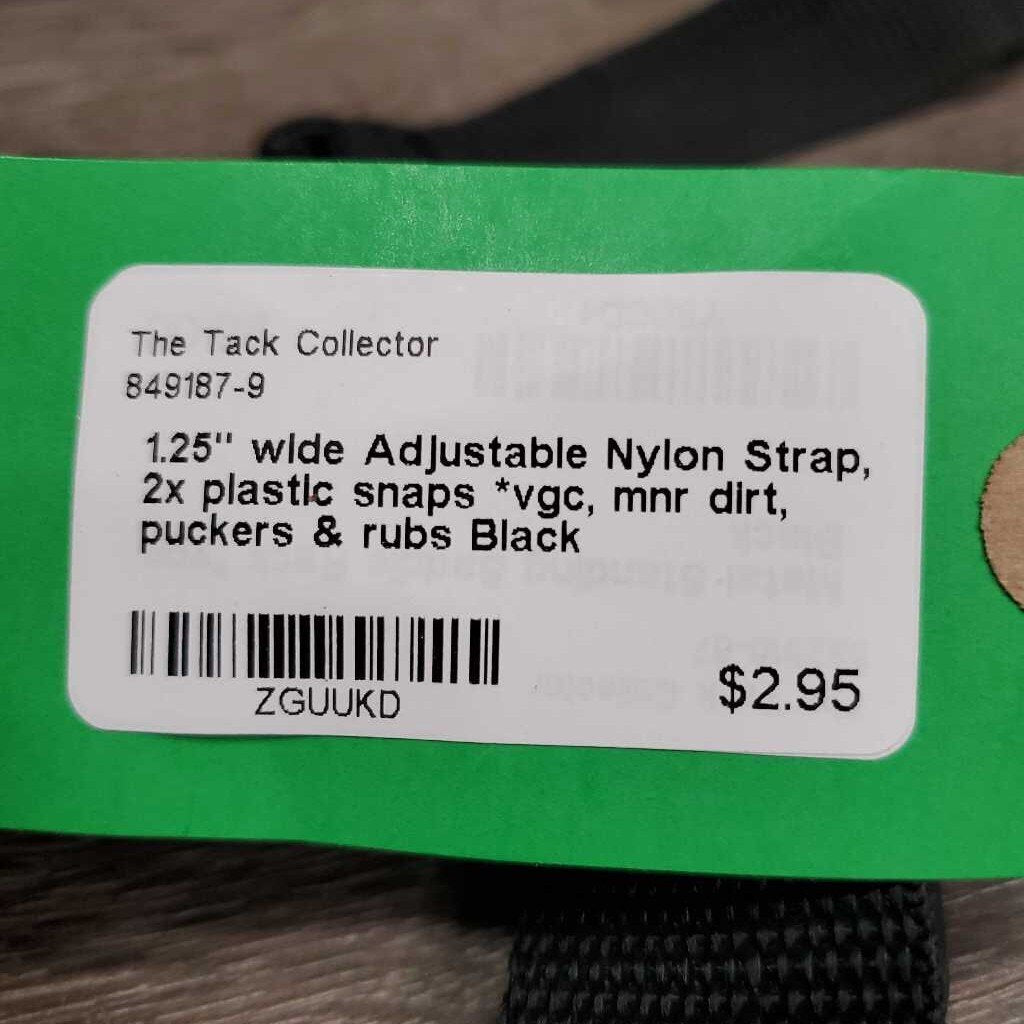 The Tack Collector
849187-9
1.25" wide Adjustable Nylon Strap,
2x plastic snaps *vgc, mnr dirt,
puckers & rubs Black
ZGUUKD
$2.95